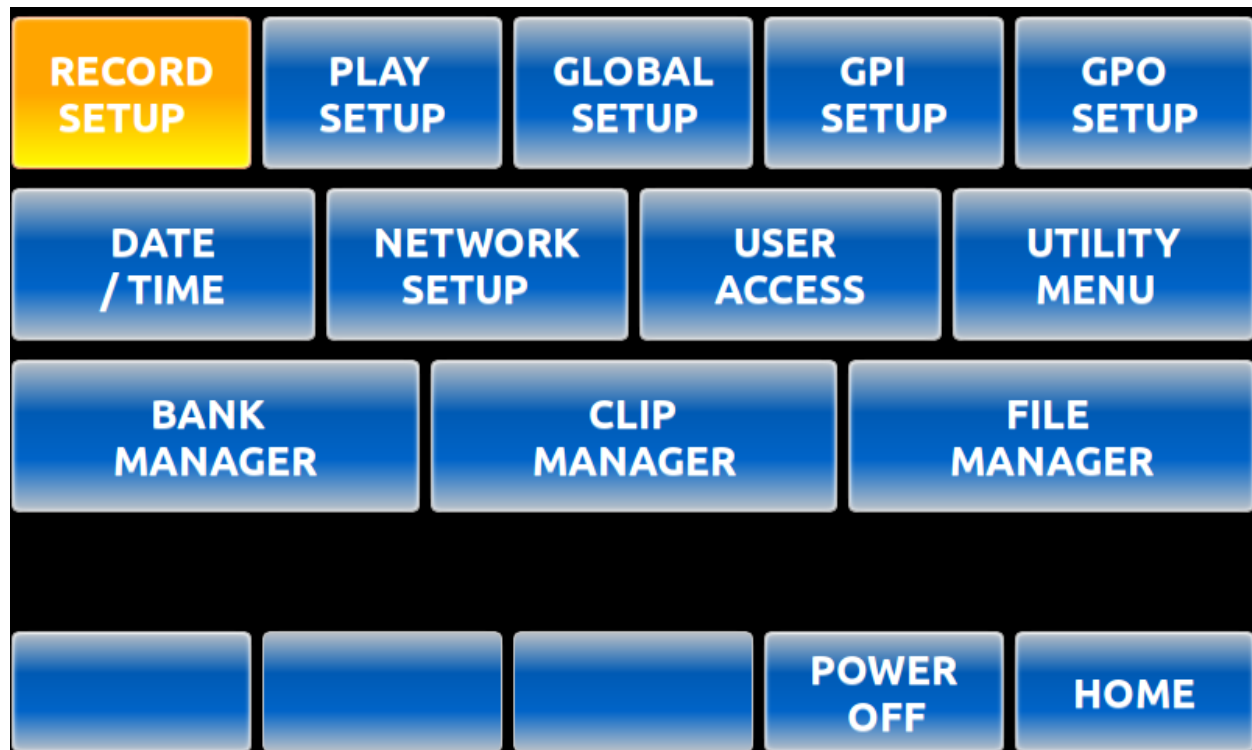 RECORD
SETUP
PLAY
SETUP
GLOBAL
SETUP
GPI
SETUP
GPO
SETUP
DATE
/ TIME
NETWORK
SETUP
USER
ACCESS
UTILITY
MENU
BANK
MANAGER
CLIP
MANAGER
FILE
MANAGER
POWER
OFF
HOME